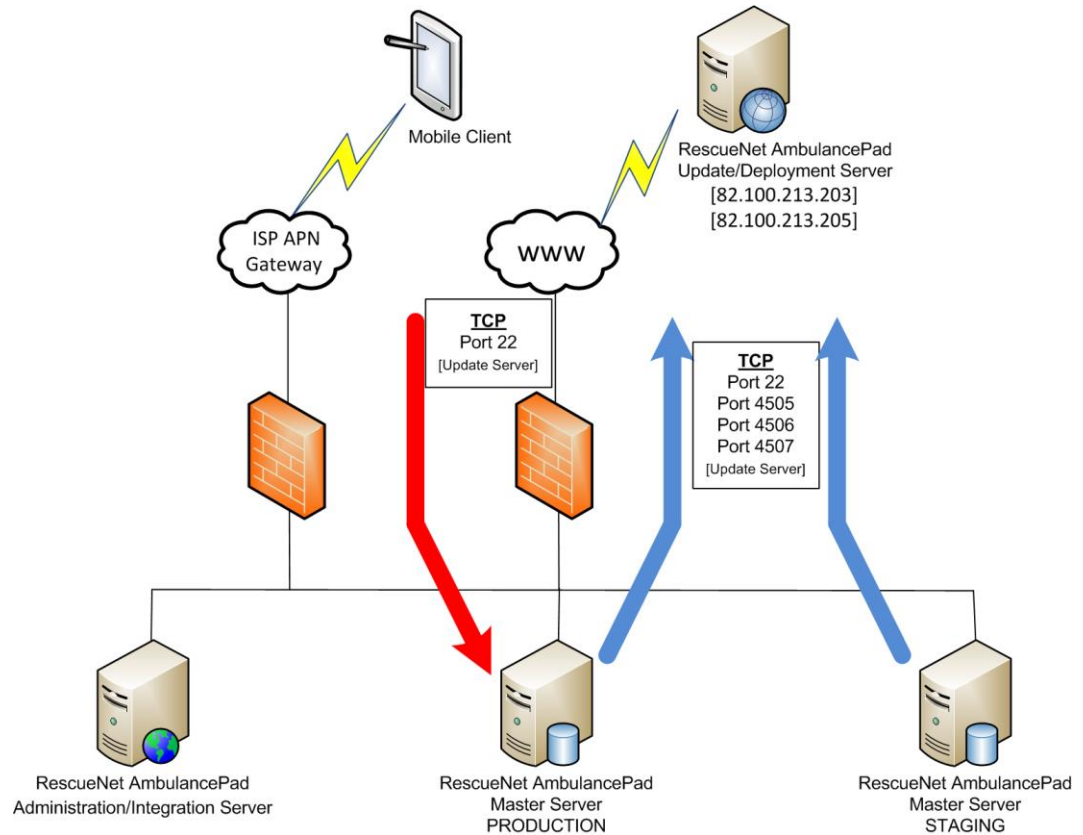 Mobile Client
RescueNet AmbulancePad
Update/Deployment Server
[82.100.213.203]
[82.100.213.205]
ISP APN
Gateway
WWW
TCP
Port 22
[Update Server]
TCP
Port 22
Port 4505
Port 4506
Port 4507
[Update Server]
RescueNet AmbulancePad
Administration/Integration Server
RescueNet AmbulancePad
Master Server
PRODUCTION
RescueNet AmbulancePad
Master Server
STAGING